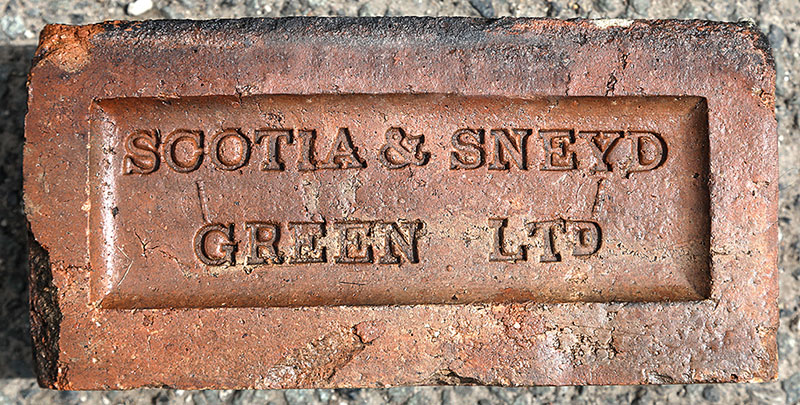 SCOTIA & SNEYD
GREEN LTD